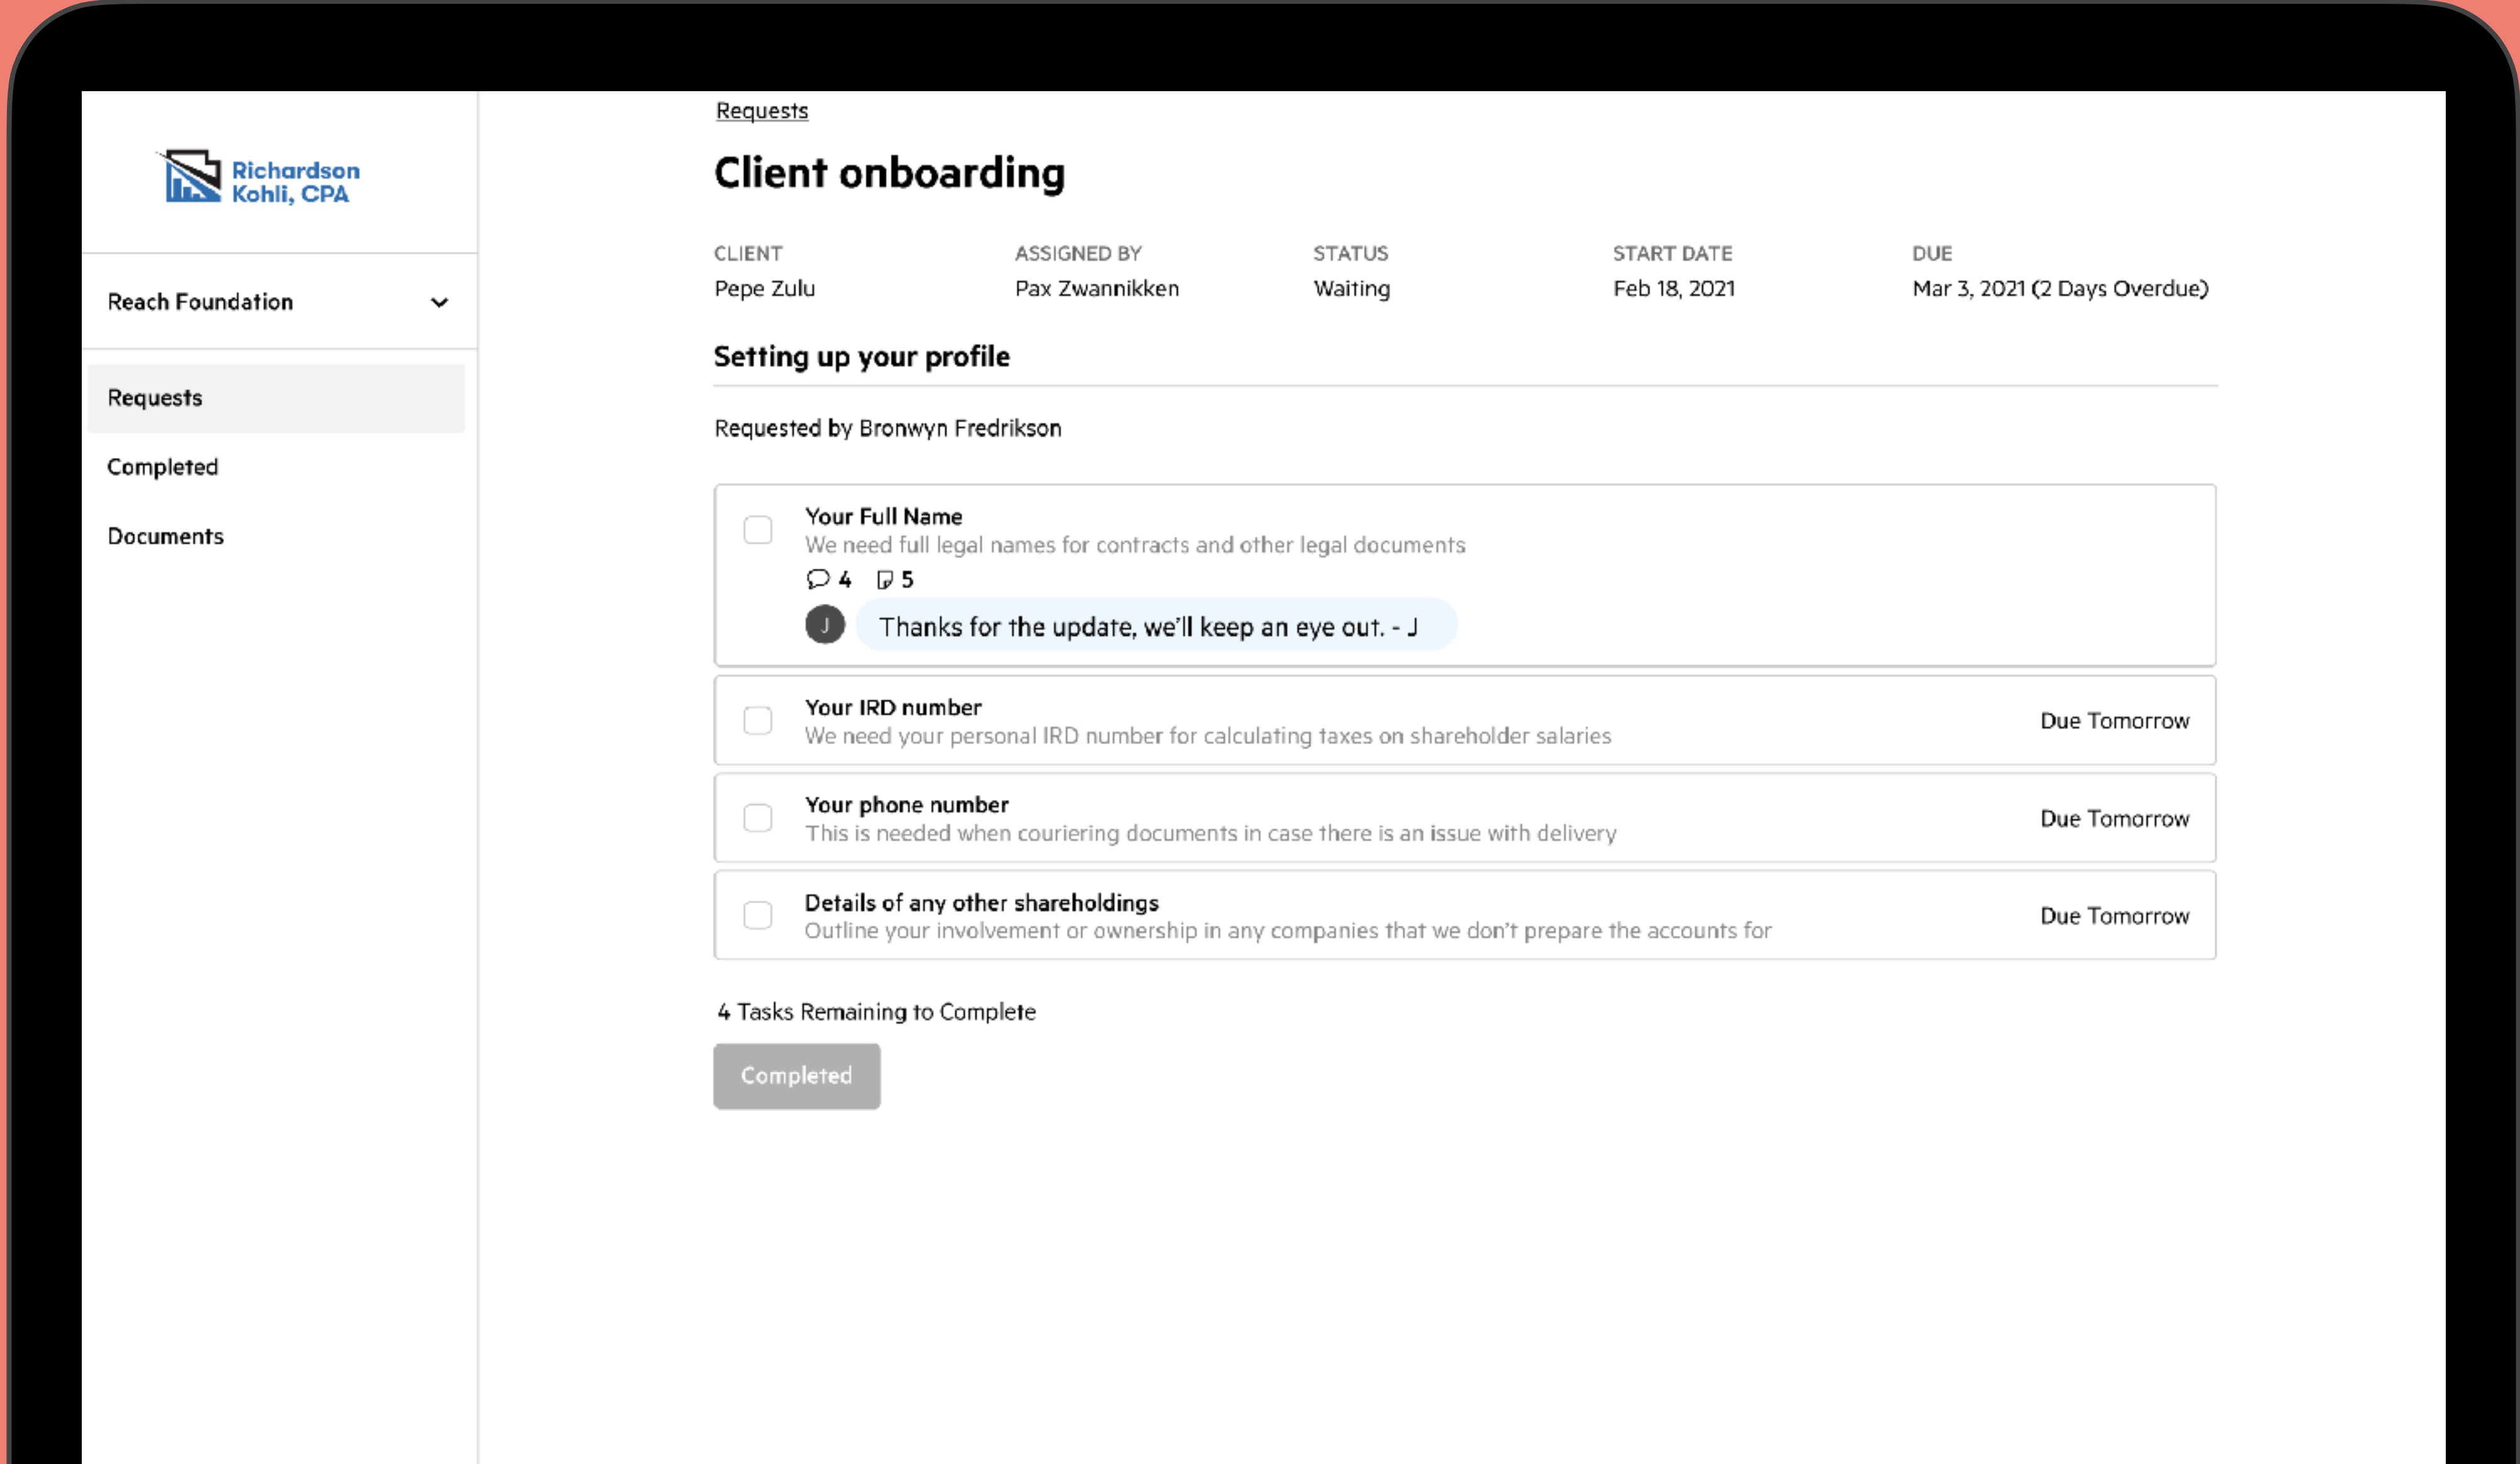 Richardson
Kohli, CPA
Reach Foundation
Requests
Completed
Documents
Requests
Client onboarding
CLIENT
Pepe Zulu
ASSIGNED BY
Pax Zwannikken
STATUS
Waiting
START DATE
Feb 18, 2021
DUE
Mar 3, 2021 (2 Days Overdue)
Setting up your profile
Requested by Bronwyn Fredrikson
Your Full Name
We need full legal names for contracts and other legal documents
4 5
J Thanks for the update, we'll keep an eye out. - J
Your IRD number
We need your personal IRD number for calculating taxes on shareholder salaries
Due Tomorrow
Your phone number
This is needed when couriering documents in case there is an issue with delivery
Due Tomorrow
Details of any other shareholdings
Outline your involvement or ownership in any companies that we don't prepare the accounts for
Due Tomorrow
4 Tasks Remaining to Complete
Completed